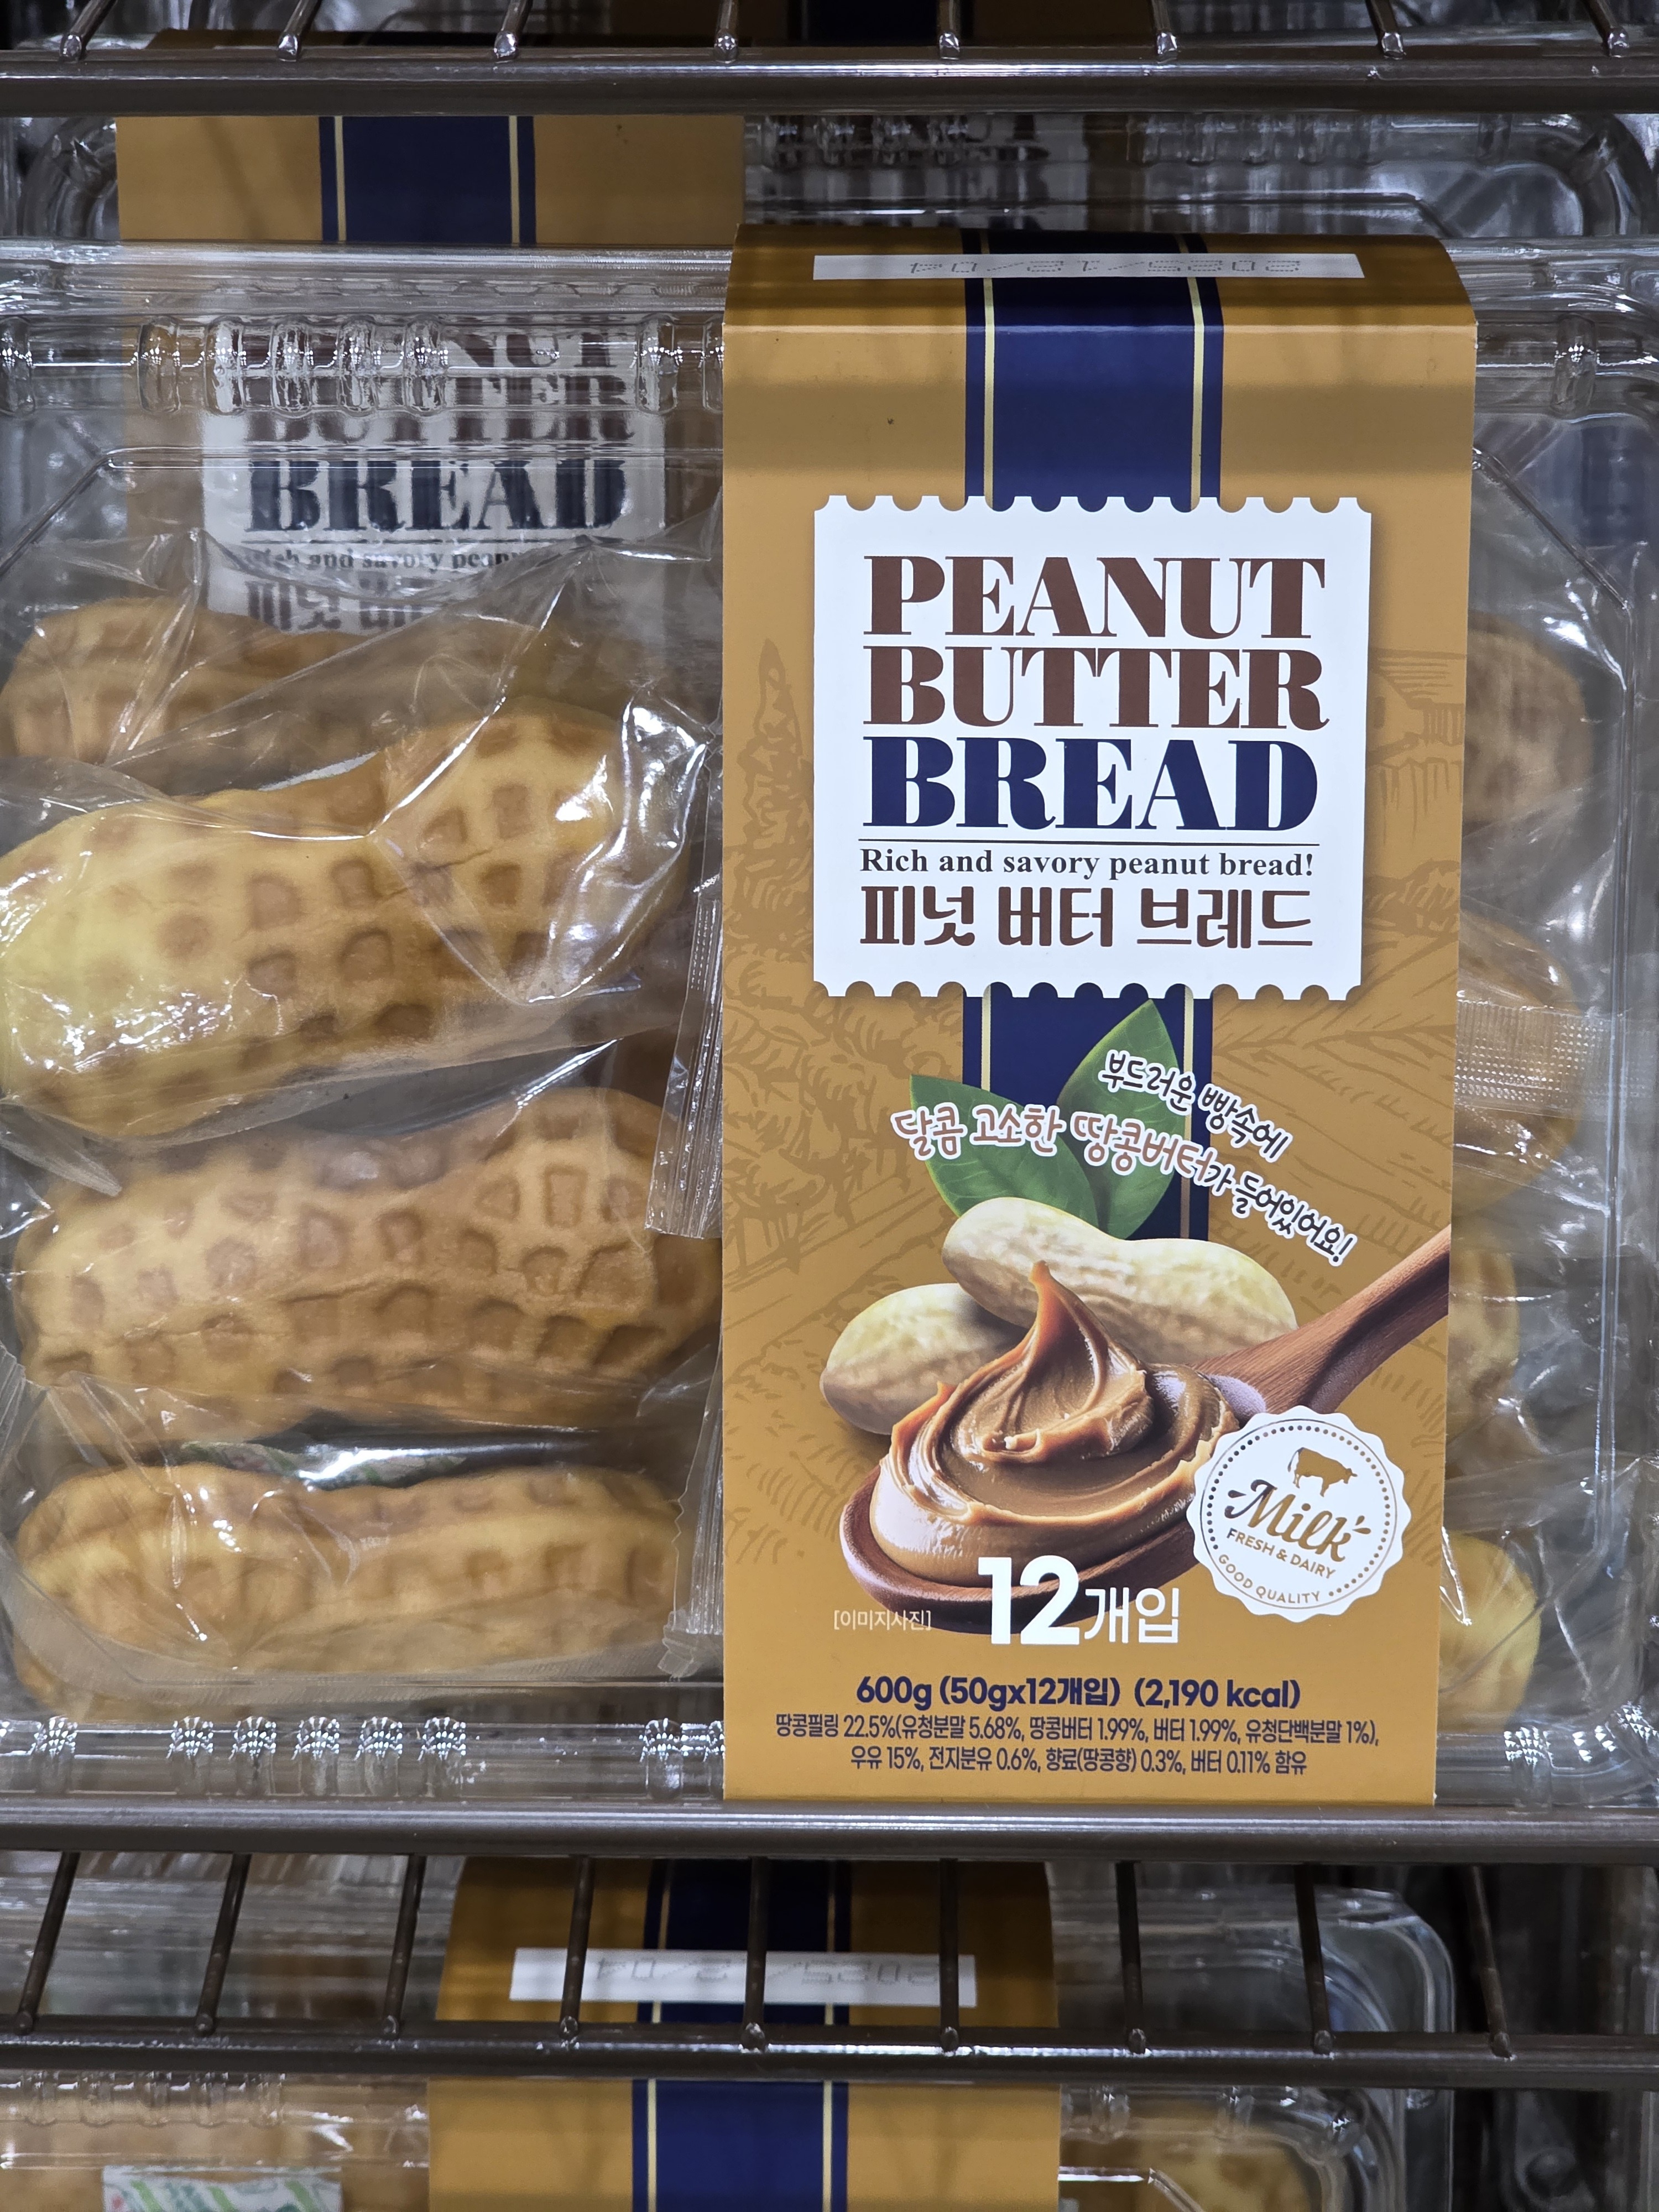 PEANUT
BUTTER
BREAD
Rich and savory peanut bread!
피넛 버터 브레드
부드러운 빵속에
달콤 고소한 땅콩버터가 들어있어요!
Milk
FRESH & DAIRY
GOOD QUALITY
[이미지사진]
12개입
600g (50gx12개입) (2,190 kcal)
땅콩필링 22.5%(유청분말 5.68%, 땅콩버터 1.99%, 버터 1.99%, 유청단백분말 1%),
우유 15%, 전지분유 0.6%, 향료(땅콩향) 0.3%, 버터 0.11% 함유
BUTTER
BREAD
and savory